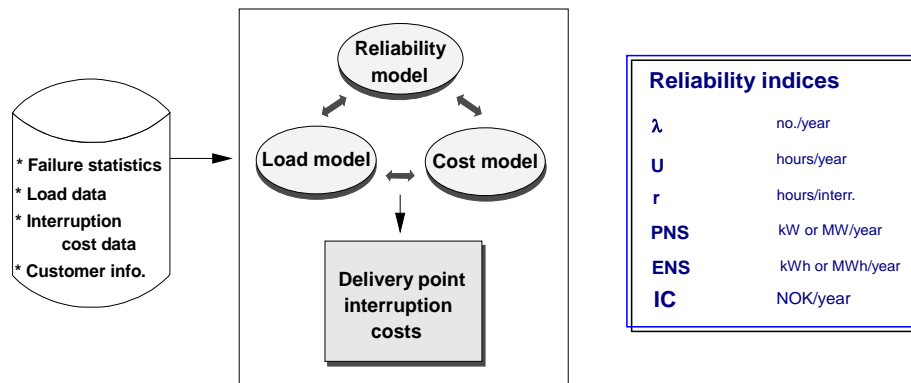 * Failure statistics
* Load data
* Interruption
cost data
* Customer info.
Reliability
model
Load model
Cost model
Delivery point
interruption
costs
Reliability indices
λ no./year
U hours/year
r hours/interr.
PNS kW or MW/year
ENS kWh or MWh/year
IC NOK/year